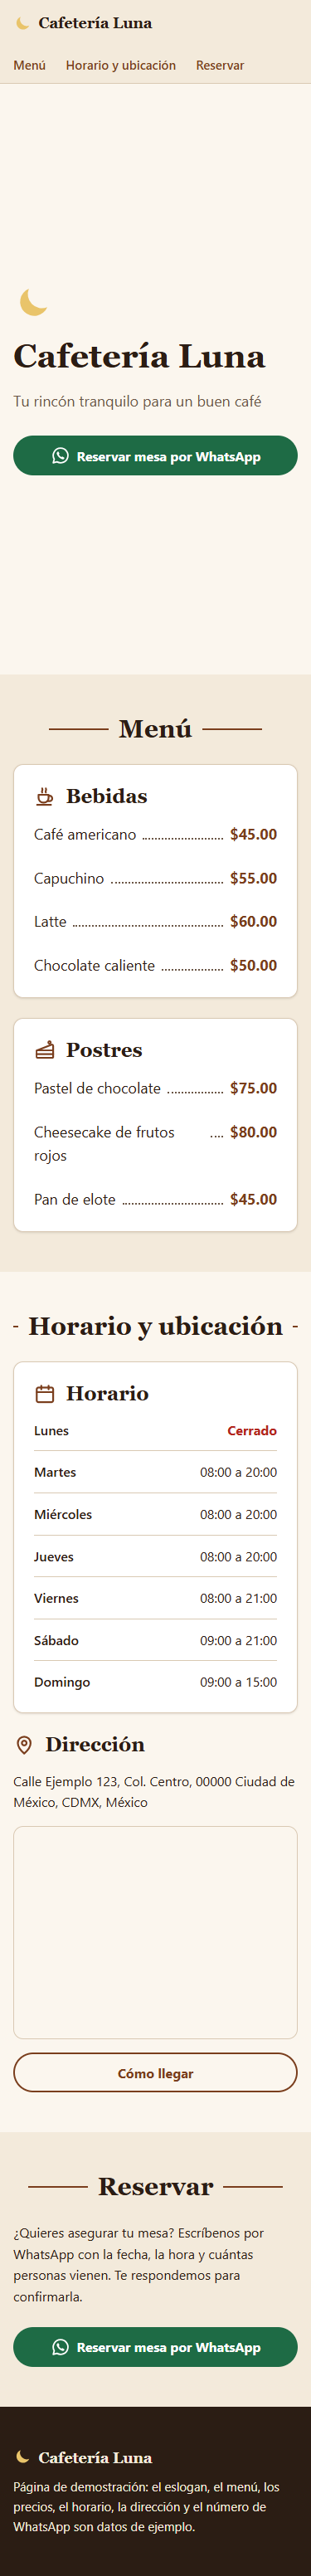 Cafetería Luna
Menú Horario y ubicación Reservar
Cafetería Luna
Tu rincón tranquilo para un buen café
Reservar mesa por WhatsApp
Menú
Bebidas
Café americano $45.00
Capuchino $55.00
Latte $60.00
Chocolate caliente $50.00
Postres
Pastel de chocolate $75.00
Cheesecake de frutos $80.00
rojos
Pan de elote $45.00
Horario y ubicación
Horario
Lunes Cerrado
Martes 08:00 a 20:00
Miércoles 08:00 a 20:00
Jueves 08:00 a 20:00
Viernes 08:00 a 21:00
Sábado 09:00 a 21:00
Domingo 09:00 a 15:00
Dirección
Calle Ejemplo 123, Col. Centro, 00000 Ciudad de
México, CDMX, México
Cómo llegar
Reservar
¿Quieres asegurar tu mesa? Escríbenos por
WhatsApp con la fecha, la hora y cuántas
personas vienen. Te respondemos para
confirmarla.
Reservar mesa por WhatsApp
Cafetería Luna
Página de demostración: el eslogan, el menú, los
precios, el horario, la dirección y el número de
WhatsApp son datos de ejemplo.